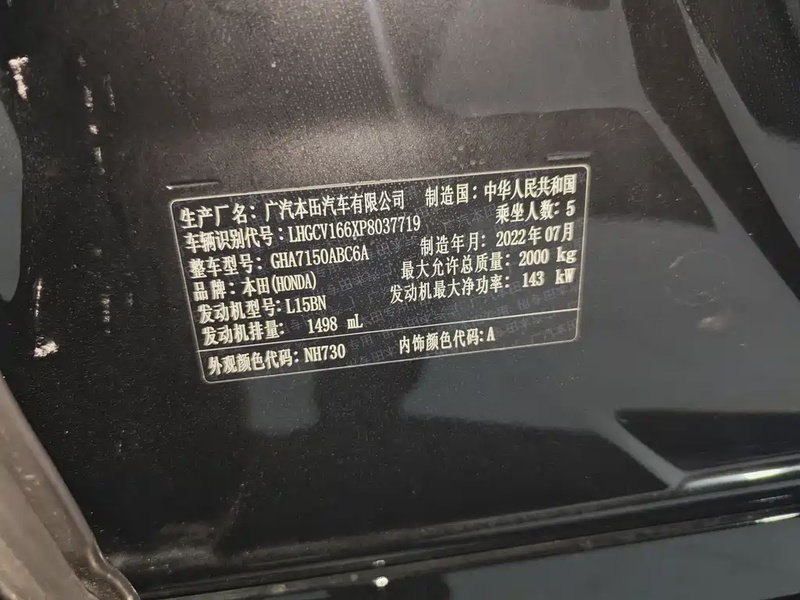 生产厂名：广汽本田汽车有限公司 制造国：中华人民共和国
车辆识别代号：LHGCV166XP8037719 乘坐人数：5
整车型号：GHA7150ABC6A 制造年月：2022年07月
品牌：本田(HONDA) 最大允许总质量：2000 kg
发动机型号：L15BN 发动机最大净功率：143 kW
发动机排量：1498 mL
外观颜色代码：NH730 内饰颜色代码：A